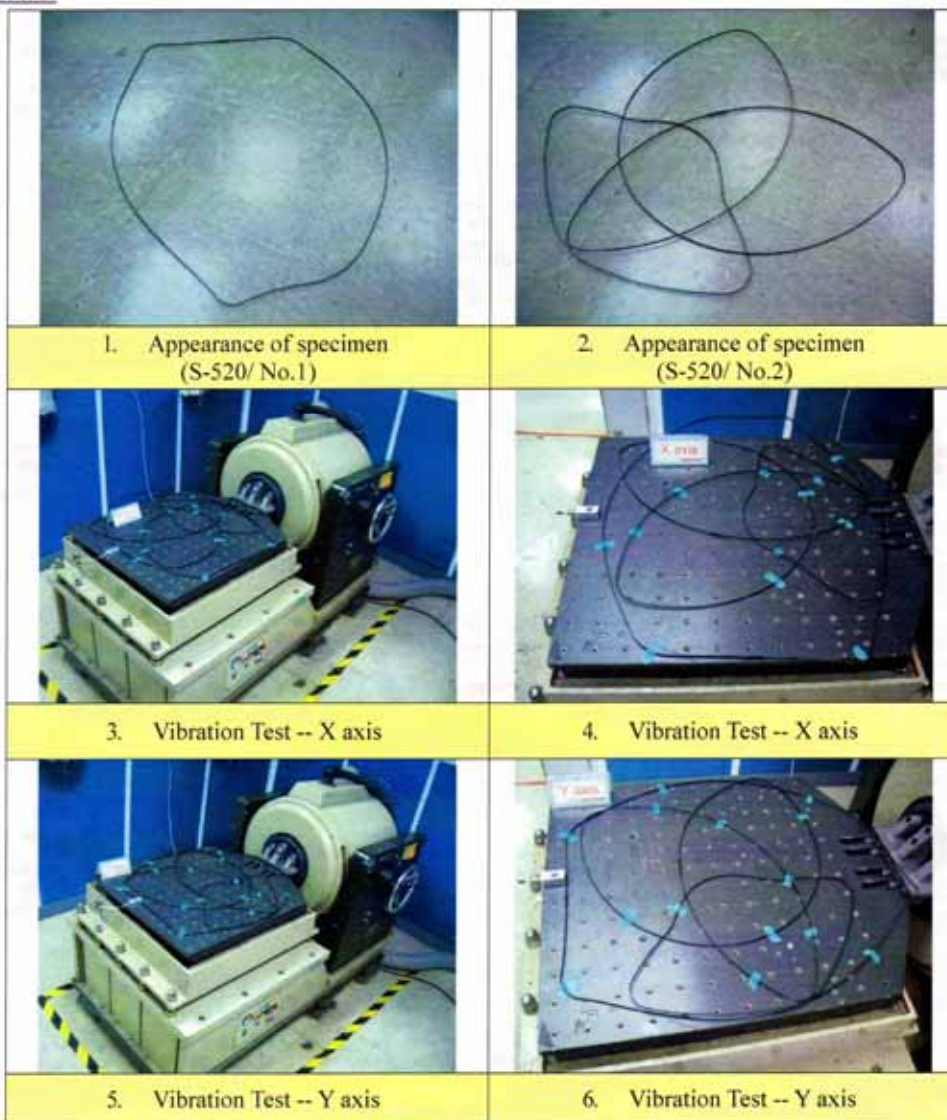 1. Appearance of specimen
(S-520/ No.1)
2. Appearance of specimen
(S-520/ No.2)
X axis
3. Vibration Test -- X axis
4. Vibration Test -- X axis
Y axis
5. Vibration Test -- Y axis
6. Vibration Test -- Y axis